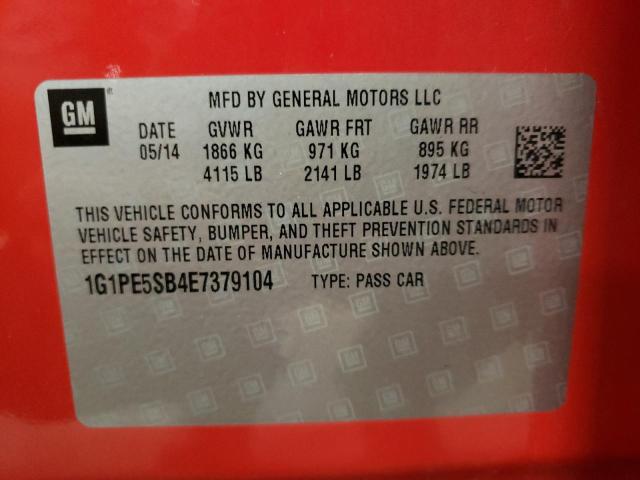 GM
MFD BY GENERAL MOTORS LLC
DATE GVWR GAWR FRT GAWR RR
05/14 1866 KG 971 KG 895 KG
4115 LB 2141 LB 1974 LB
THIS VEHICLE CONFORMS TO ALL APPLICABLE U.S. FEDERAL MOTOR
VEHICLE SAFETY, BUMPER, AND THEFT PREVENTION STANDARDS IN
EFFECT ON THE DATE OF MANUFACTURE SHOWN ABOVE.
1G1PE5SB4E7379104 TYPE: PASS CAR